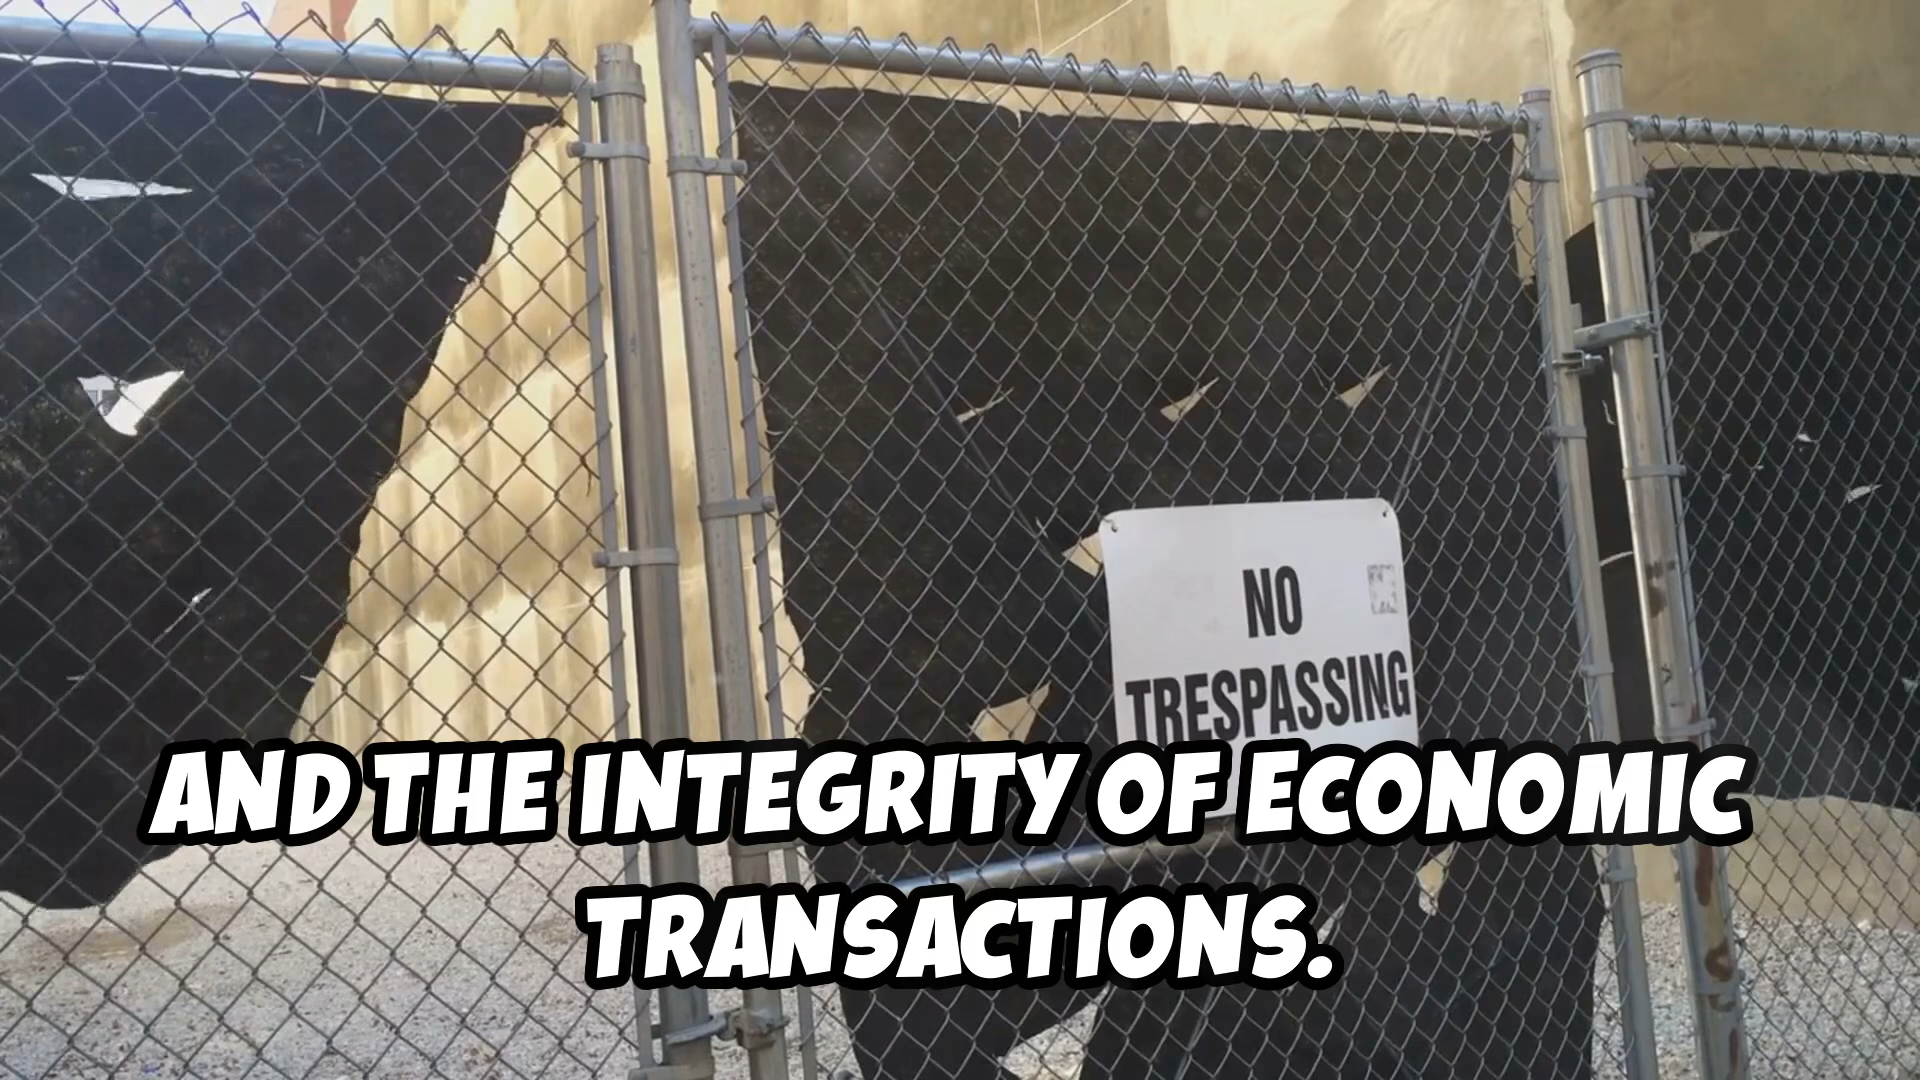 NO
TRESPASSING
AND THE INTEGRITY OF ECONOMIC
TRANSACTIONS.